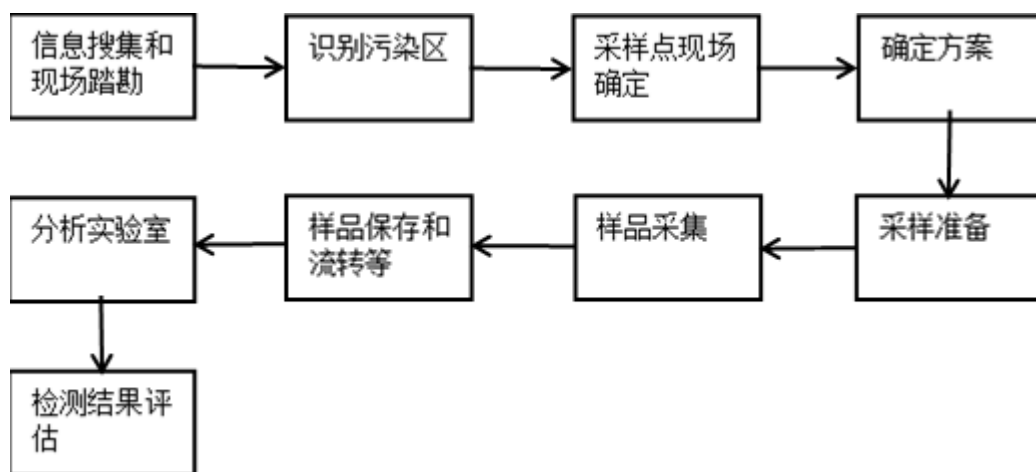 信息搜集和
现场踏勘
识别污染区
采样点现场
确定
确定方案
采样准备
样品采集
样品保存和
流转等
分析实验室
检测结果评
估